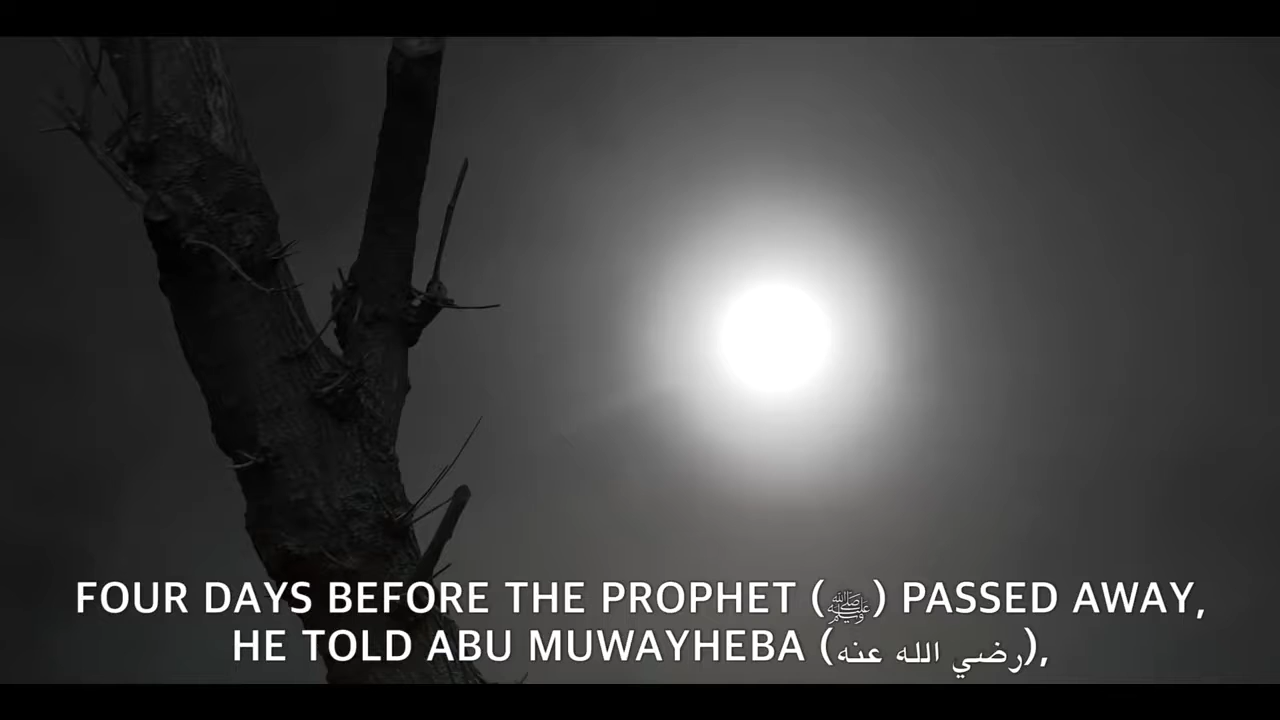 FOUR DAYS BEFORE THE PROPHET (ﷺ) PASSED AWAY,
HE TOLD ABU MUWAYHEBA (رضي الله عنه),